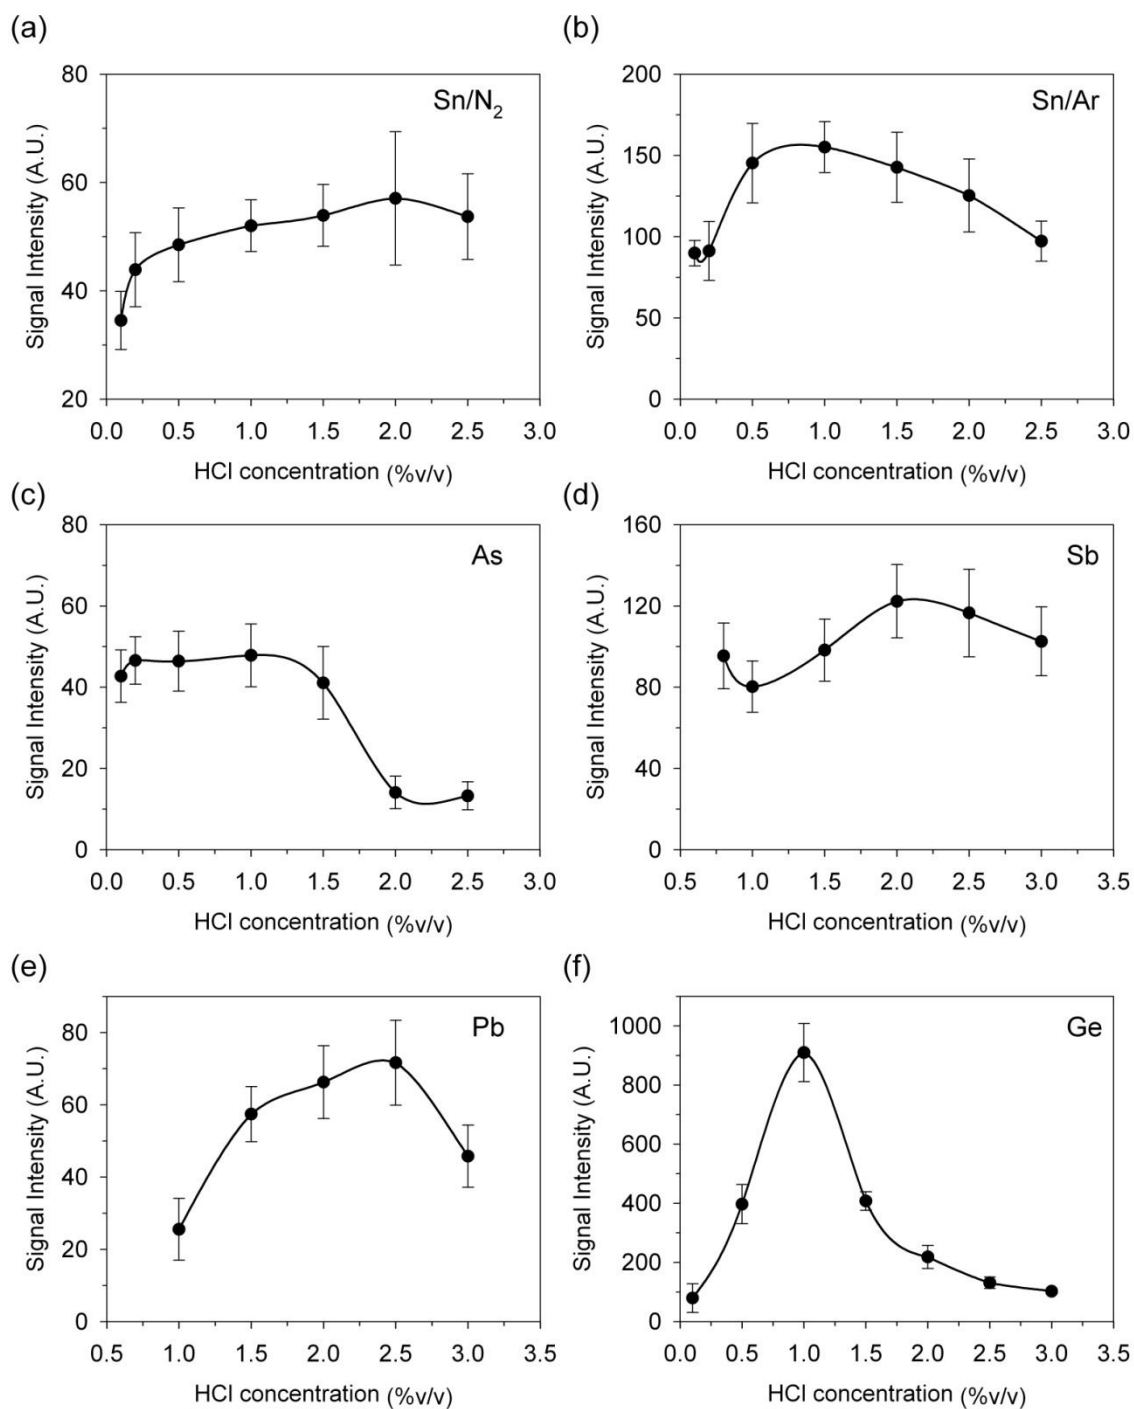 (a)
Sn/N2
Signal Intensity (A.U.)
80
60
40
20
0.0 0.5 1.0 1.5 2.0 2.5 3.0
HCl concentration (%v/v)
(b)
Sn/Ar
Signal Intensity (A.U.)
200
150
100
50
0
0.0 0.5 1.0 1.5 2.0 2.5 3.0
HCl concentration (%v/v)
(c)
As
Signal Intensity (A.U.)
80
60
40
20
0
0.0 0.5 1.0 1.5 2.0 2.5 3.0
HCl concentration (%v/v)
(d)
Sb
Signal Intensity (A.U.)
160
120
80
40
0
0.5 1.0 1.5 2.0 2.5 3.0 3.5
HCl concentration (%v/v)
(e)
Pb
Signal Intensity (A.U.)
80
60
40
20
0
0.5 1.0 1.5 2.0 2.5 3.0 3.5
HCl concentration (%v/v)
(f)
Ge
Signal Intensity (A.U.)
1000
800
600
400
200
0
0.0 0.5 1.0 1.5 2.0 2.5 3.0 3.5
HCl concentration (%v/v)